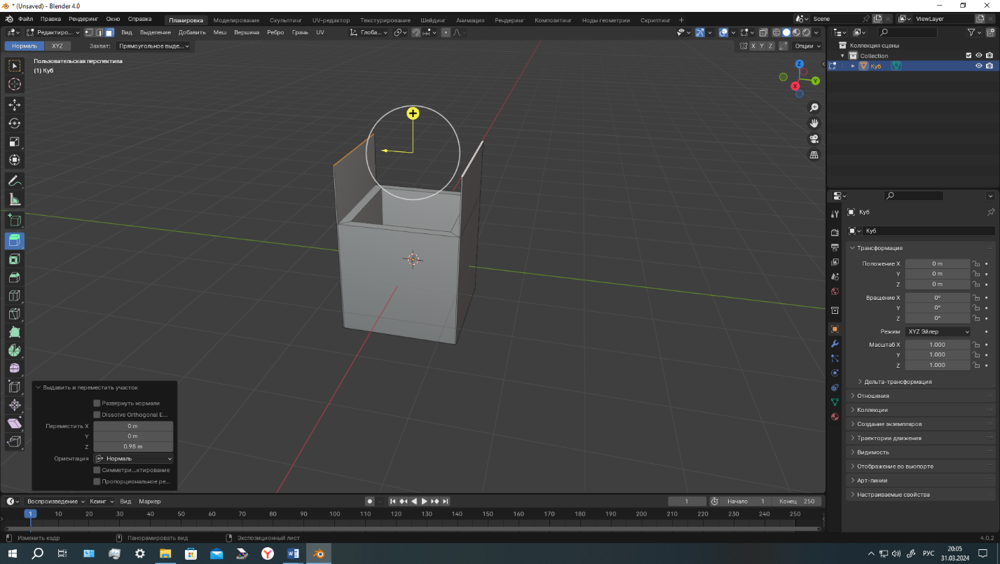 * (Unsaved) - Blender 4.0
Файл Правка Рендеринг Окно Справка Планировка Моделирование Скульптинг UV-редактор Текстуринг Шейдинг Анимация Рендеринг Композитинг Ноды геометрии Скриптинг + Scene ViewLayer
Редактиро... Вид Выделение Добавить Меш Вершина Ребро Грань UV Глоба...
Нормаль XYZ Захват: Прямоугольное выде... X Y Z Опции
Пользовательская перспектива
(1) Куб
Z
Y
X
Коллекция сцены
Collection
Куб
Куб
Куб
Трансформация
Положение X 0 m
Y 0 m
Z 0 m
Вращение X 0°
Y 0°
Z 0°
Режим XYZ Эйлер
Масштаб X 1.000
Y 1.000
Z 1.000
Дельта-трансформация
Отношения
Коллекции
Создание экземпляров
Траектории движения
Видимость
Отображение во вьюпорте
Арт-линии
Настраиваемые свойства
Выдавить и переместить участок
Развернуть нормали
Dissolve Orthogonal E...
Переместить X 0 m
Y 0 m
Z 0.98 m
Ориентация Нормаль
Симметри...ктирование
Пропорциональное ре...
Воспроизведение Кеинг Вид Маркер 1 Начало 1 Конец 250
1 10 20 30 40 50 60 70 80 90 100 110 120 130 140 150 160 170 180 190 200 210 220 230 240 250
Изменить кадр Панорамировать вид Экспозиционный лист 4.0.2
РУС 20:05
31.03.2024